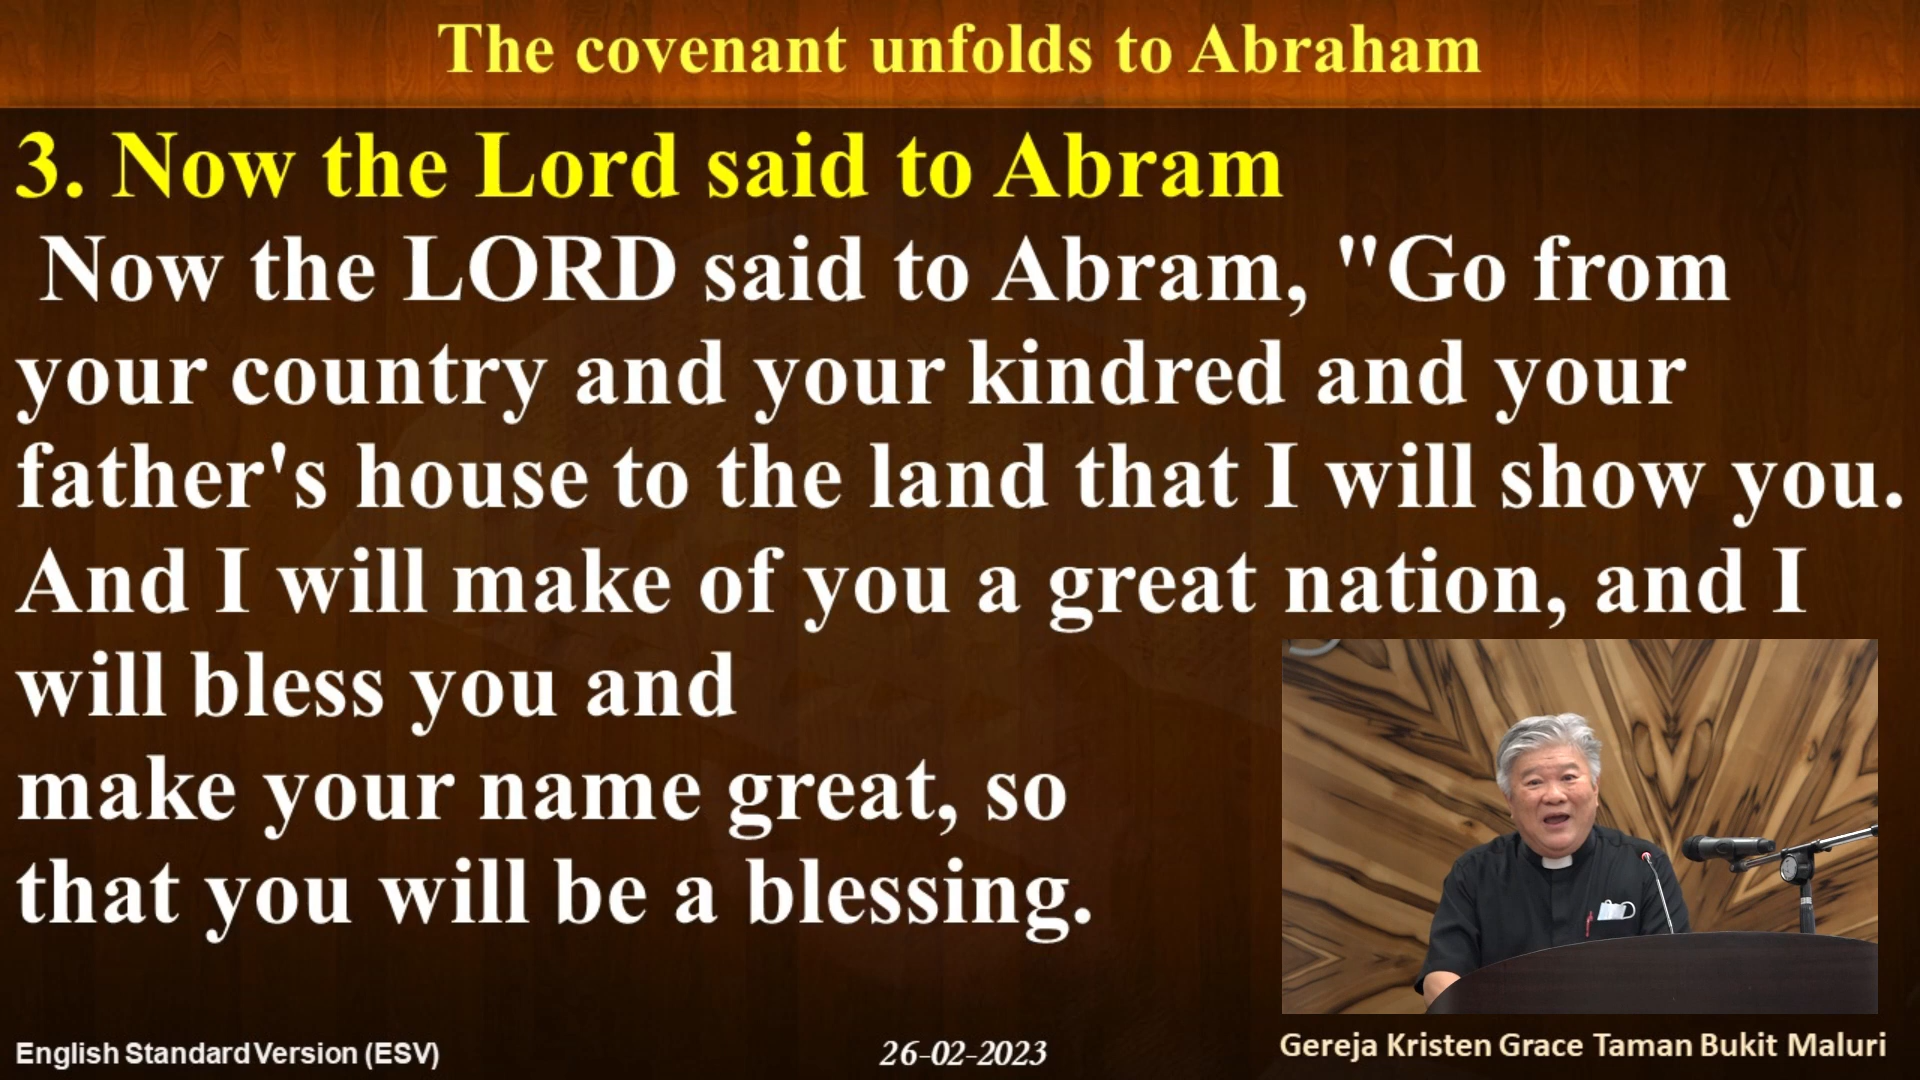 The covenant unfolds to Abraham
3. Now the Lord said to Abram
Now the LORD said to Abram, "Go from
your country and your kindred and your
father's house to the land that I will show you.
And I will make of you a great nation, and I
will bless you and
make your name great, so
that you will be a blessing.
English Standard Version (ESV)
26-02-2023
Gereja Kristen Grace Taman Bukit Maluri